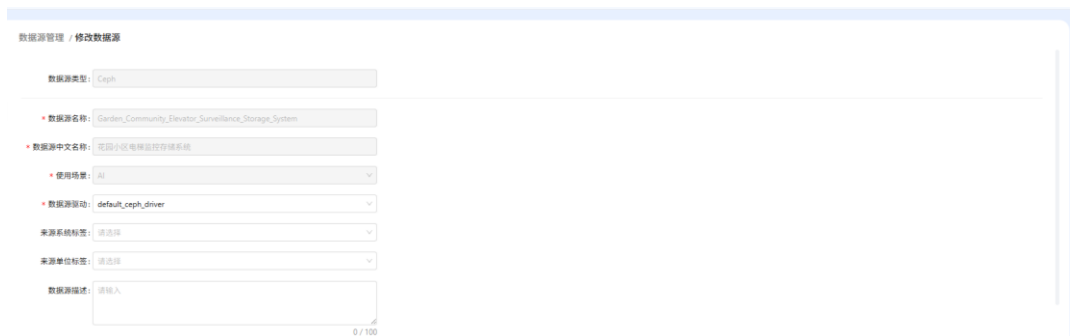 数据源管理 / 修改数据源
数据源类型: Ceph
* 数据源名称: Garden_Community_Elevator_Surveillance_Storage_System
* 数据源中文名称: 花园小区电梯监控存储系统
* 使用场景: AI
* 数据源驱动: default_ceph_driver
来源系统标签: 请选择
来源单位标签: 请选择
数据源描述: 请输入
0 / 100